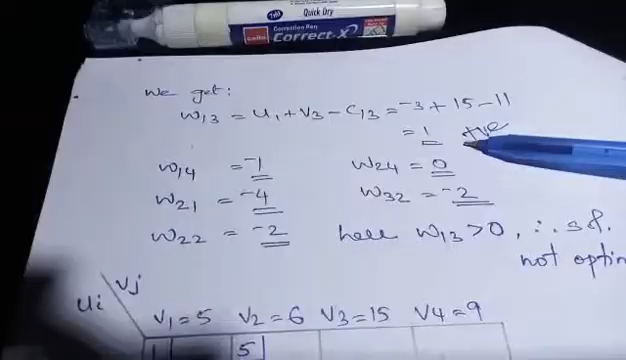 Quick Dry
Correction Pen
cello Correct-X
We get:
W13 = U1 + V3 - C13 = -3 + 15 - 11
= 1 +ve
W14 = -1 W24 = 0
W21 = -4 W32 = -2
W22 = -2 here W13 > 0, ∴ sol.
not optim
Vj
Ui V1 = 5 V2 = 6 V3 = 15 V4 = 9
1 5